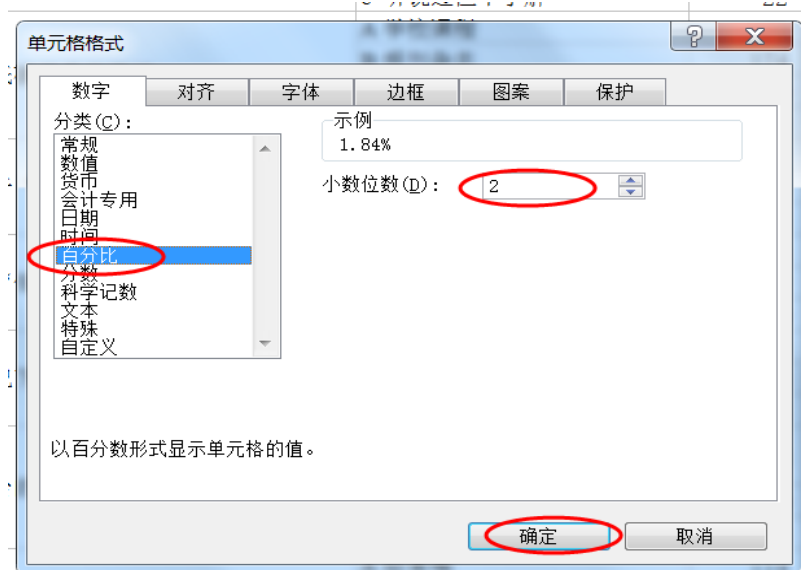 单元格格式
数字 对齐 字体 边框 图案 保护
分类(C):
常规
数值
货币
会计专用
日期
时间
百分比
分数
科学记数
文本
特殊
自定义
示例
1.84%
小数位数(D): 2
以百分数形式显示单元格的值。
确定 取消